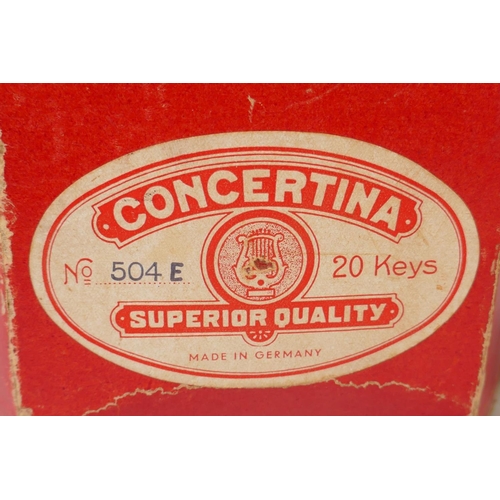 CONCERTINA
No 504 E 20 Keys
SUPERIOR QUALITY
MADE IN GERMANY